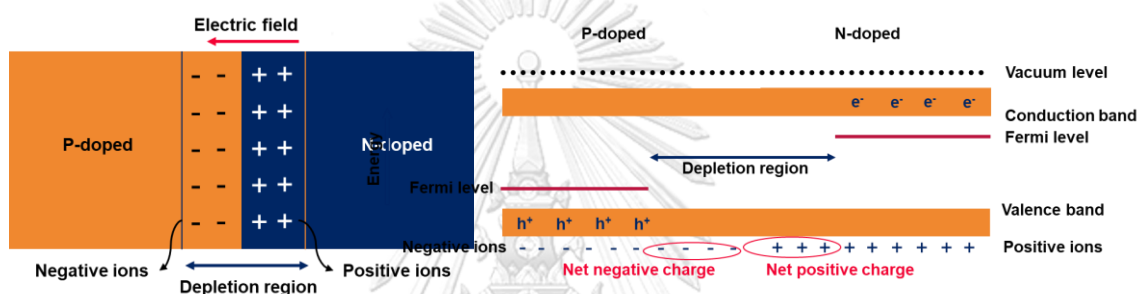 Electric field
P-doped
N-doped
- - + +
- - + +
- - + +
- - + +
- - + +
Negative ions
Positive ions
Depletion region
P-doped
N-doped
Vacuum level
e- e- e- e-
Conduction band
Fermi level
Depletion region
Energy
Fermi level
Valence band
h+ h+ h+ h+
Negative ions
- - - - - - - - - -
+ + + + + + + + +
Positive ions
Net negative charge
Net positive charge